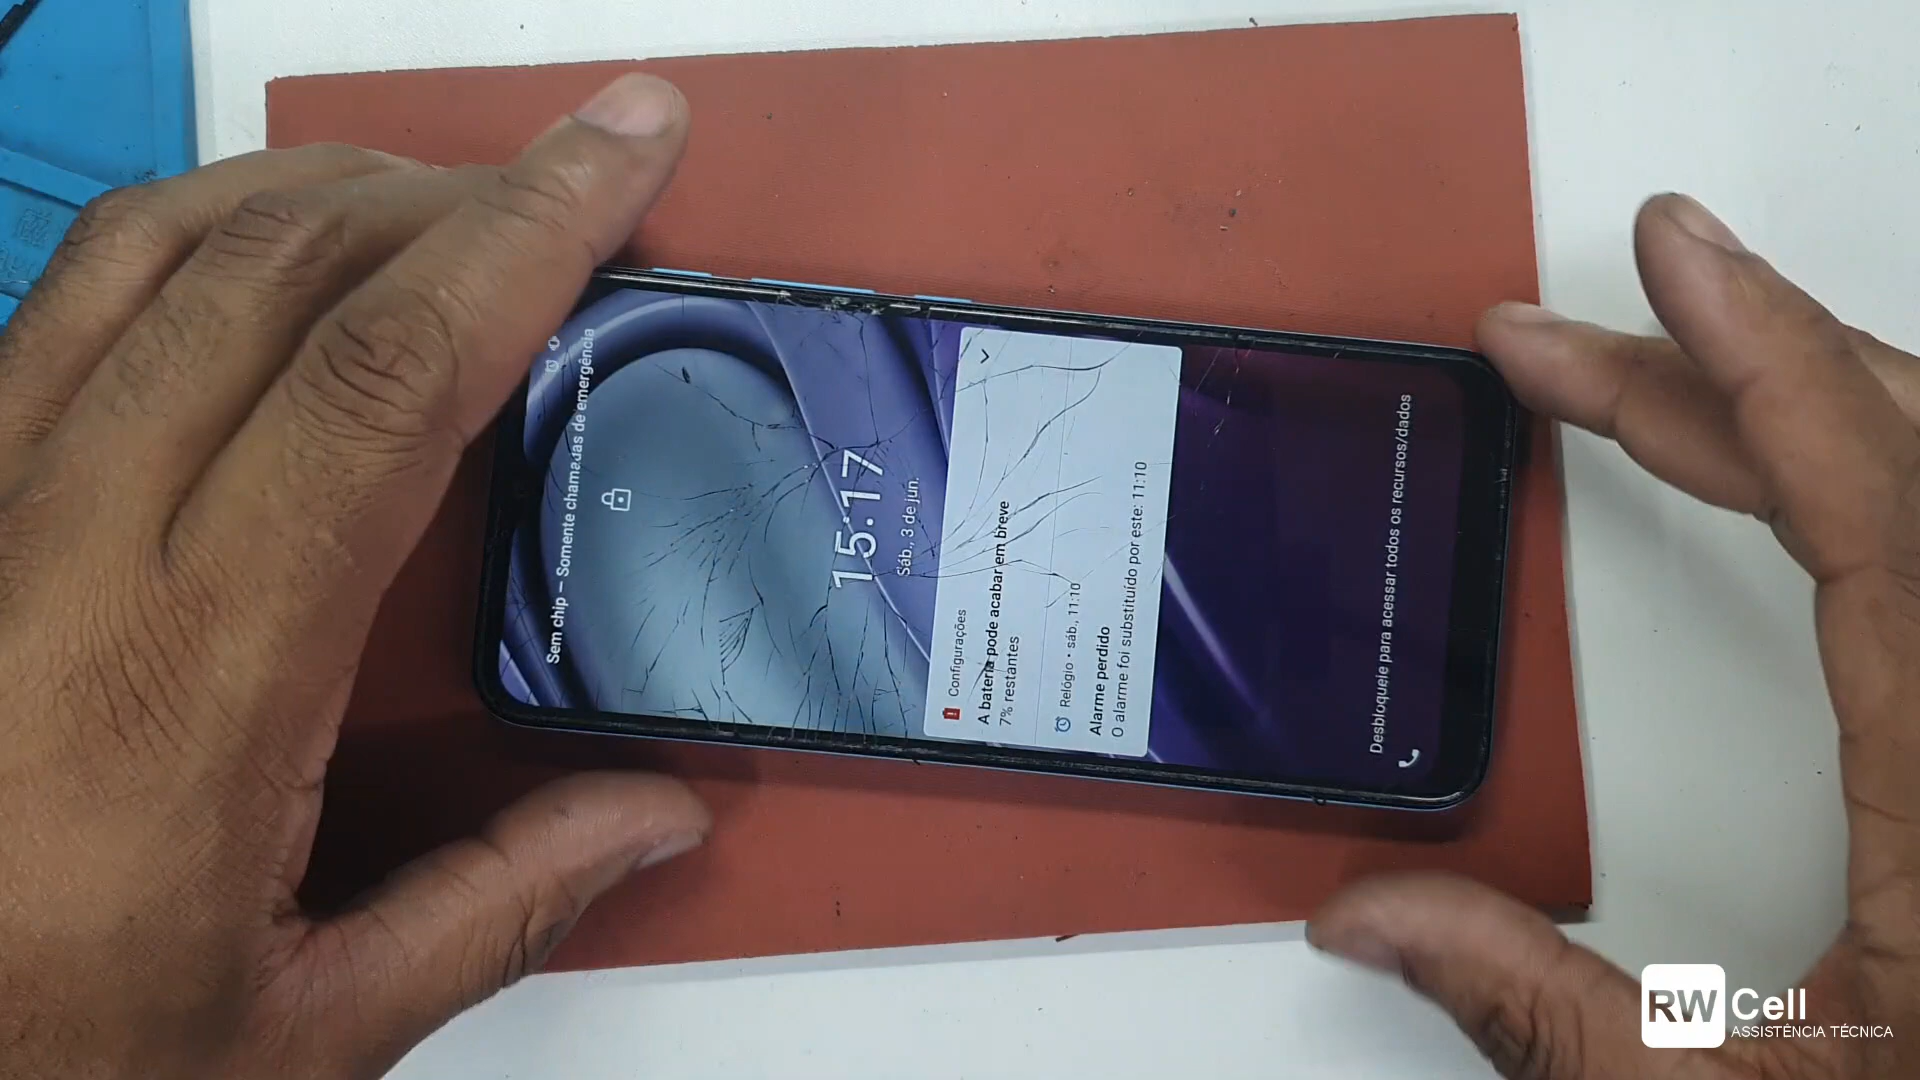 Sem chip — Somente chamadas de emergência
15:17
Sáb., 3 de jun.
Configurações
A bateria pode acabar em breve
7% restantes
Relógio • sáb., 11:10
Alarme perdido
O alarme foi substituído por este: 11:10
Desbloqueie para acessar todos os recursos/dados
RW Cell
ASSISTÊNCIA TÉCNICA